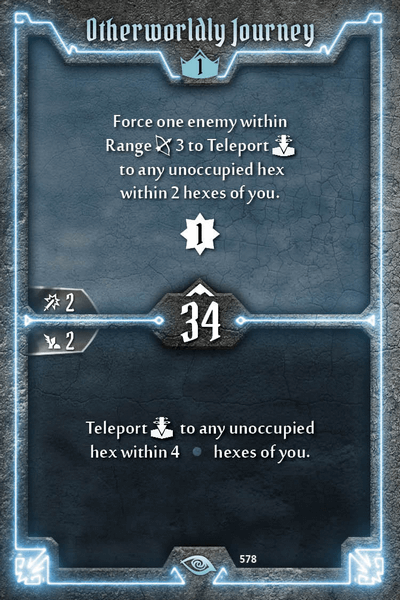 Otherworldly Journey
1
Force one enemy within
Range 3 to Teleport
to any unoccupied hex
within 2 hexes of you.
1
2
34
2
Teleport to any unoccupied
hex within 4 hexes of you.
578